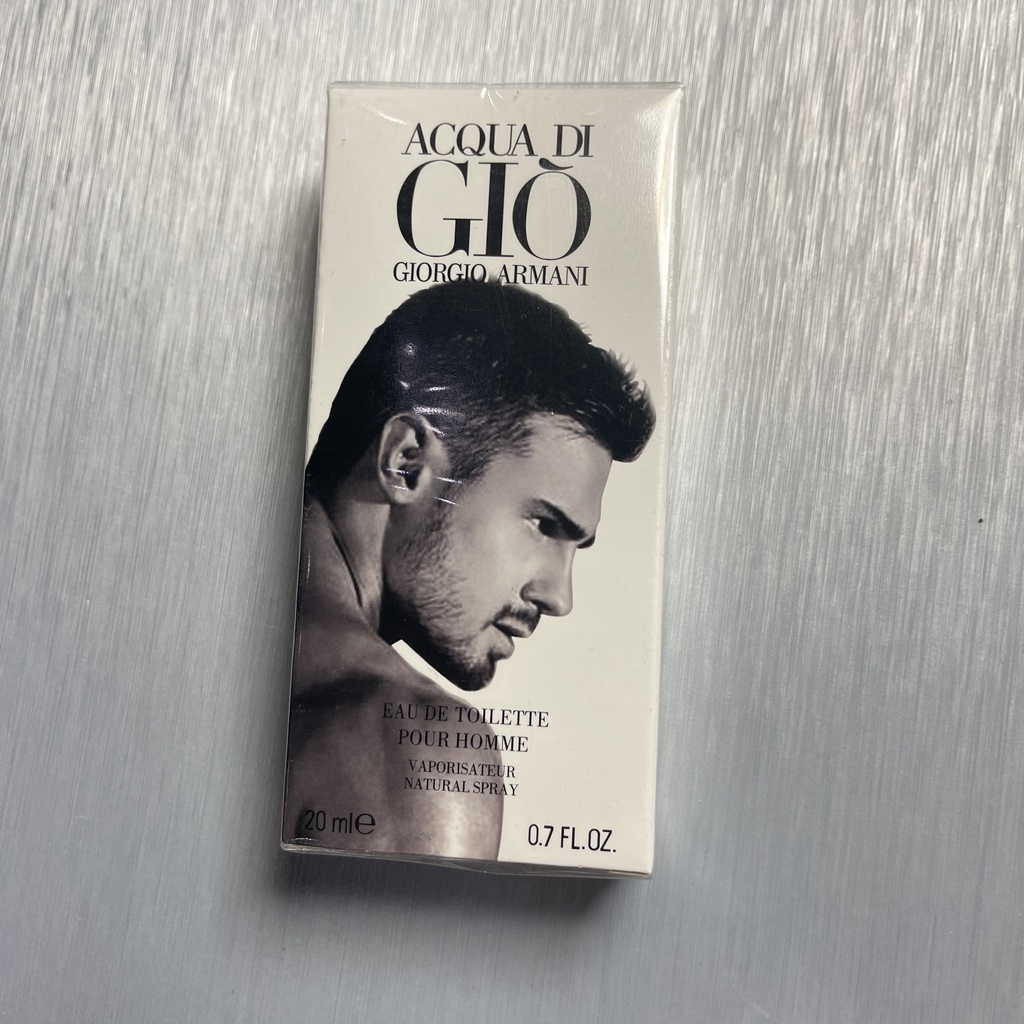 ACQUA DI
GIÒ
GIORGIO ARMANI
EAU DE TOILETTE
POUR HOMME
VAPORISATEUR
NATURAL SPRAY
20 ml℮
0.7 FL.OZ.